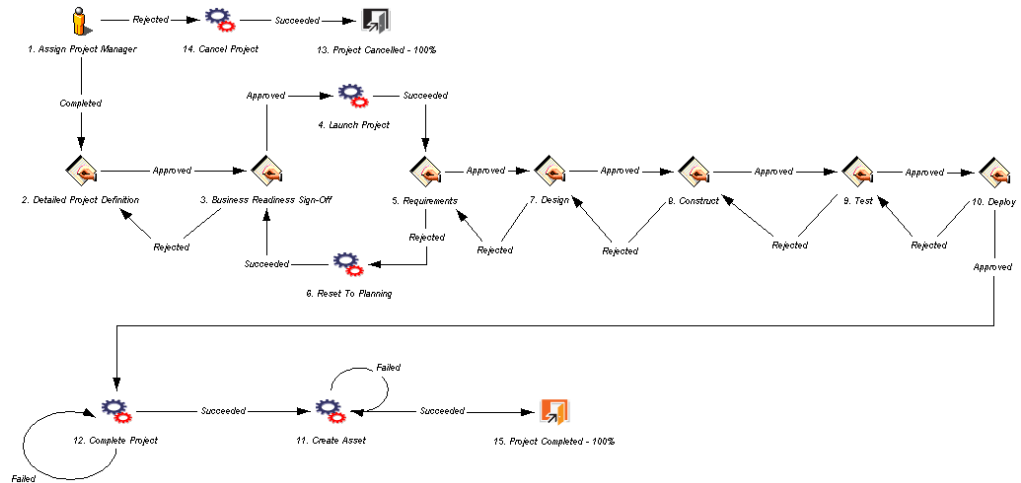 Rejected
Succeeded
1. Assign Project Manager
14. Cancel Project
13. Project Cancelled - 100%
Completed
Approved
Succeeded
4. Launch Project
Approved
Approved
Approved
Approved
Approved
2. Detailed Project Definition
3. Business Readiness Sign-Off
5. Requirements
7. Design
8. Construct
9. Test
10. Deploy
Rejected
Rejected
Rejected
Rejected
Rejected
Rejected
Succeeded
Approved
6. Reset To Planning
Failed
Succeeded
Succeeded
12. Complete Project
11. Create Asset
15. Project Completed - 100%
Failed